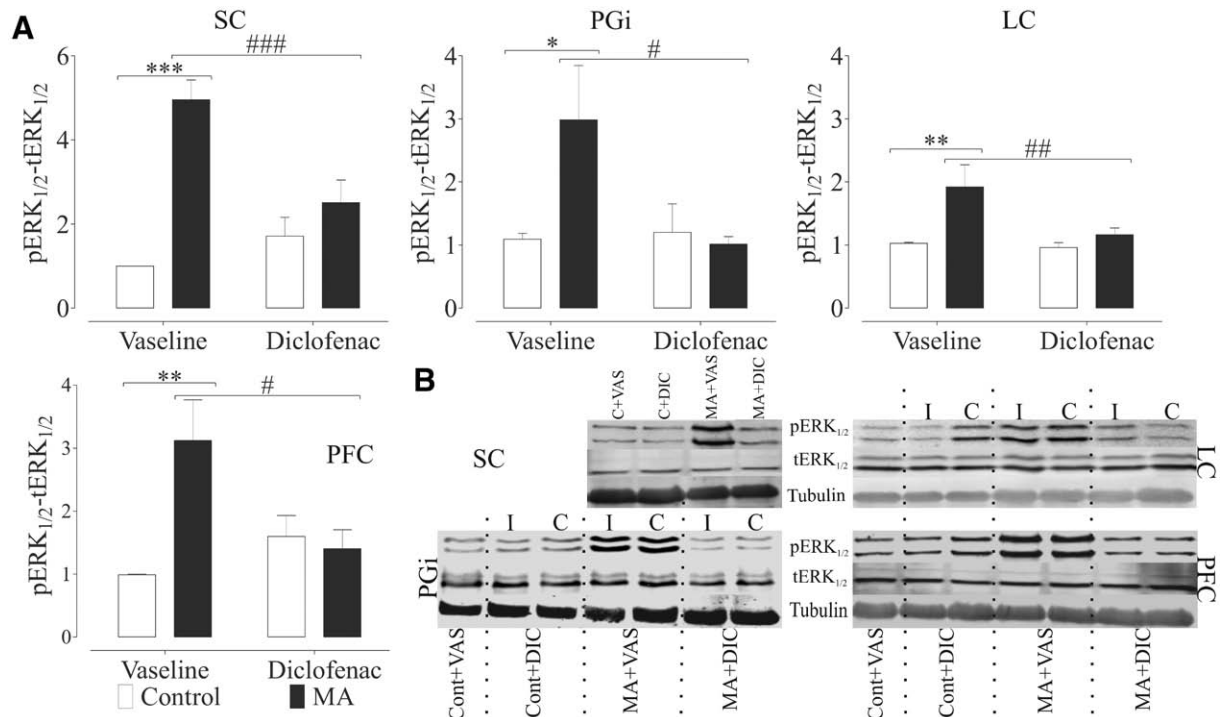 A
SC
pERK1/2-tERK1/2
6
4
2
0
***
###
Vaseline
Diclofenac
PGi
pERK1/2-tERK1/2
4
3
2
1
0
*
#
Vaseline
Diclofenac
LC
pERK1/2-tERK1/2
4
3
2
1
0
**
##
Vaseline
Diclofenac
PFC
pERK1/2-tERK1/2
4
3
2
1
0
**
#
Vaseline
Diclofenac
Control
MA
B
C+VAS
C+DIC
MA+VAS
MA+DIC
SC
pERK1/2
tERK1/2
Tubulin
I C I C I C
LC
I C I C I C
PGi
pERK1/2
tERK1/2
Tubulin
PFC
Cont+VAS
Cont+DIC
MA+VAS
MA+DIC
Cont+VAS
Cont+DIC
MA+VAS
MA+DIC